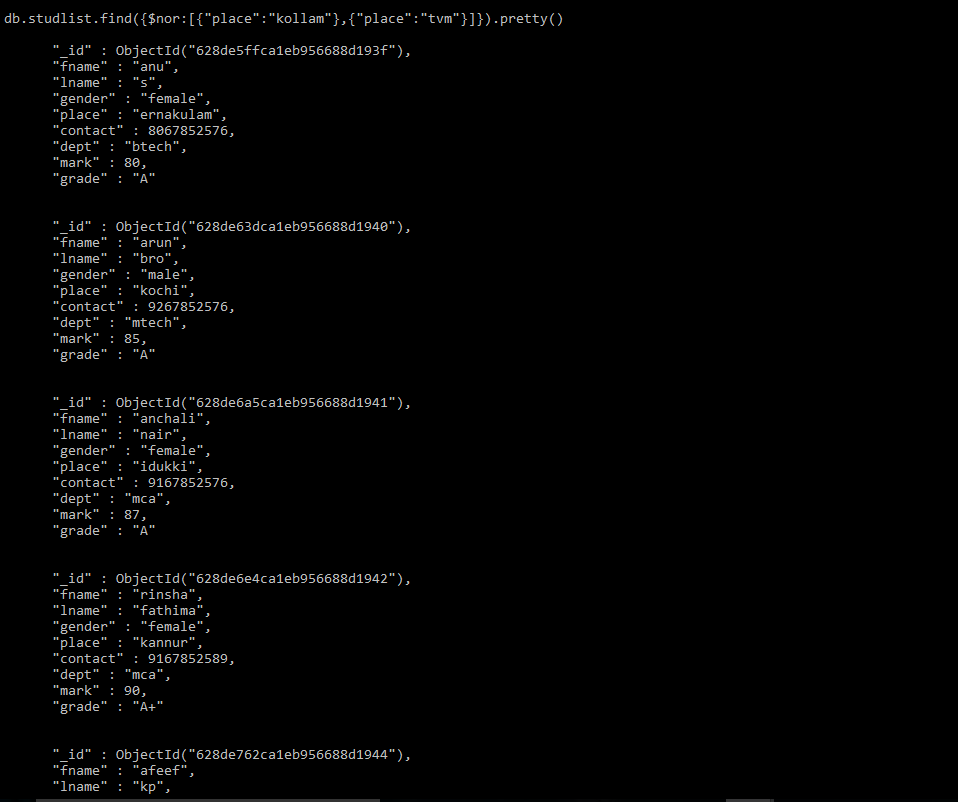 db.studlist.find({$nor:[{"place":"kollam"},{"place":"tvm"}]}).pretty()
"_id" : ObjectId("628de5ffca1eb956688d193f"),
"fname" : "anu",
"lname" : "s",
"gender" : "female",
"place" : "ernakulam",
"contact" : 8067852576,
"dept" : "btech",
"mark" : 80,
"grade" : "A"
"_id" : ObjectId("628de63dca1eb956688d1940"),
"fname" : "arun",
"lname" : "bro",
"gender" : "male",
"place" : "kochi",
"contact" : 9267852576,
"dept" : "mtech",
"mark" : 85,
"grade" : "A"
"_id" : ObjectId("628de6a5ca1eb956688d1941"),
"fname" : "anchali",
"lname" : "nair",
"gender" : "female",
"place" : "idukki",
"contact" : 9167852576,
"dept" : "mca",
"mark" : 87,
"grade" : "A"
"_id" : ObjectId("628de6e4ca1eb956688d1942"),
"fname" : "rinsha",
"lname" : "fathima",
"gender" : "female",
"place" : "kannur",
"contact" : 9167852589,
"dept" : "mca",
"mark" : 90,
"grade" : "A+"
"_id" : ObjectId("628de762ca1eb956688d1944"),
"fname" : "afeef",
"lname" : "kp",